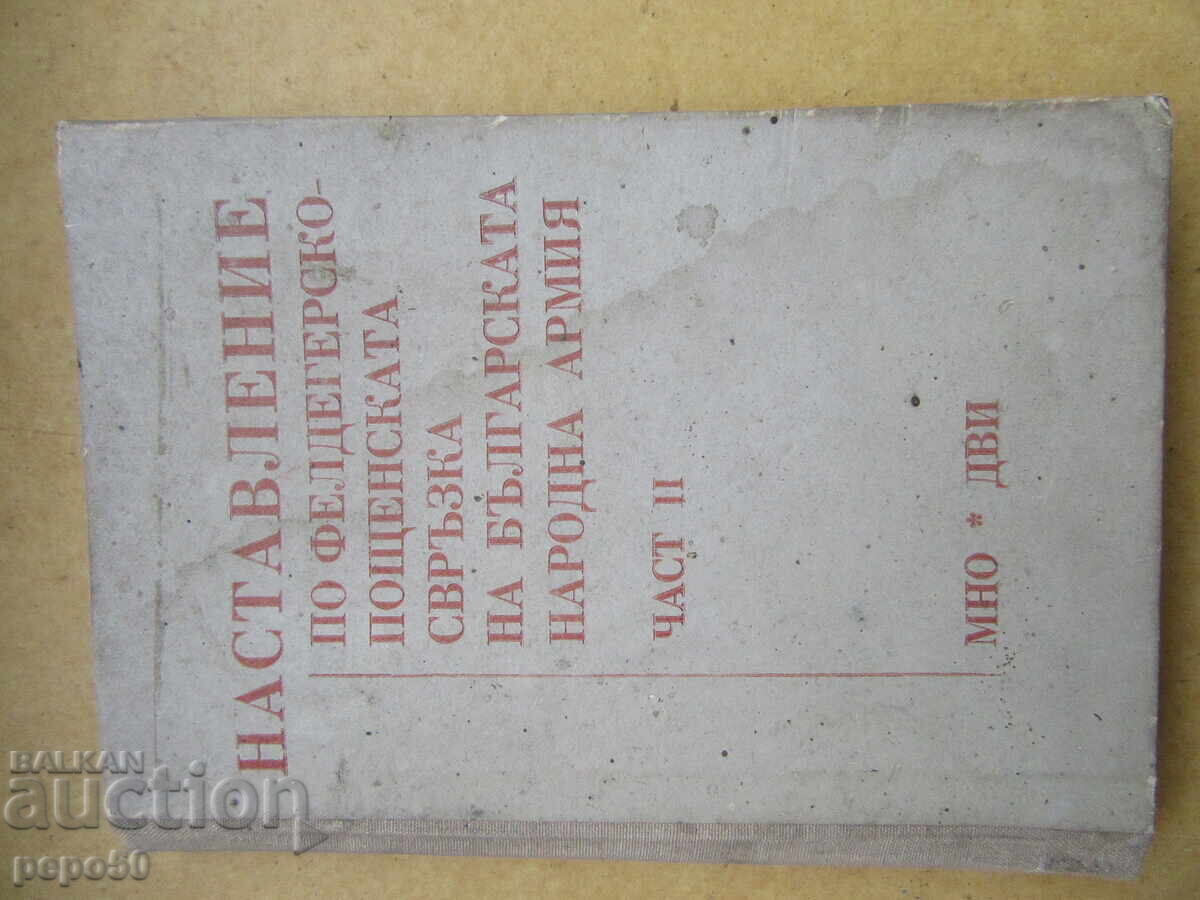 НАСТАВЛЕНИЕ
ПО ФЕЛДЕГЕРСКО-
ПОЩЕНСКАТА
СВРЪЗКА
НА БЪЛГАРСКАТА
НАРОДНА АРМИЯ
ЧАСТ II
МНО * ДВИ
BALKAN
auction
pepo50